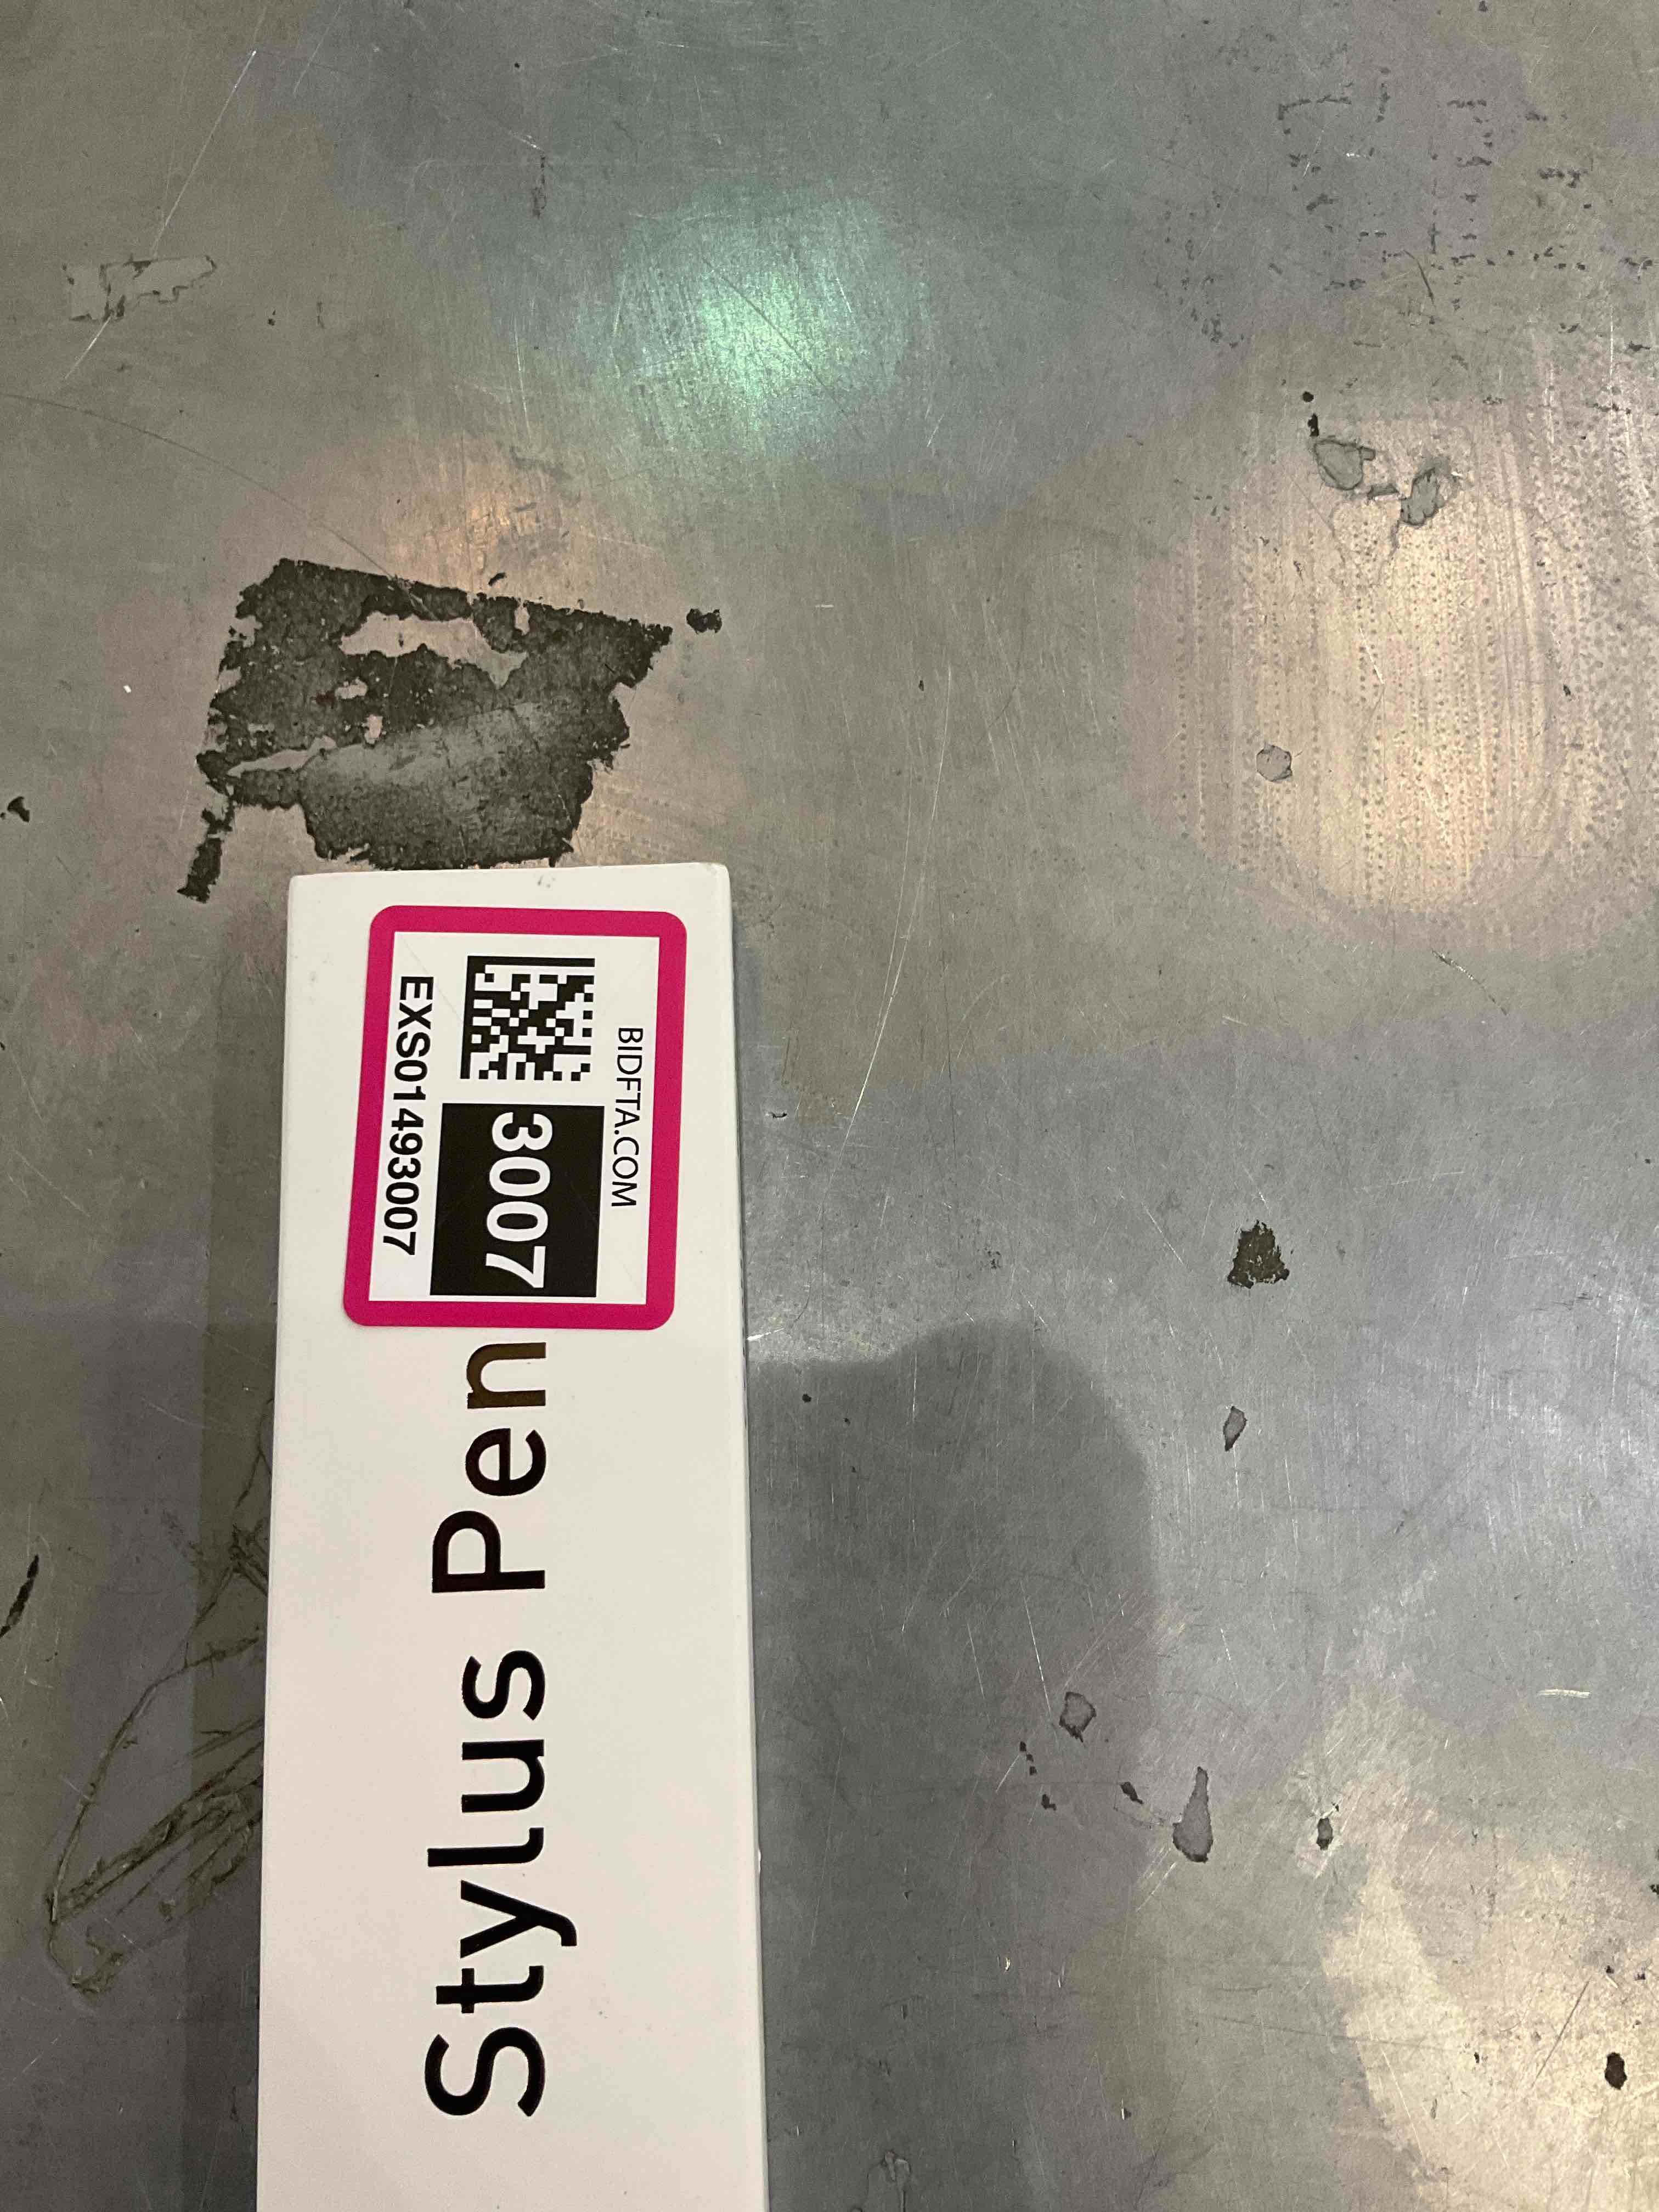 BIDFTA.COM
3007
EXS01493007
Stylus Pen